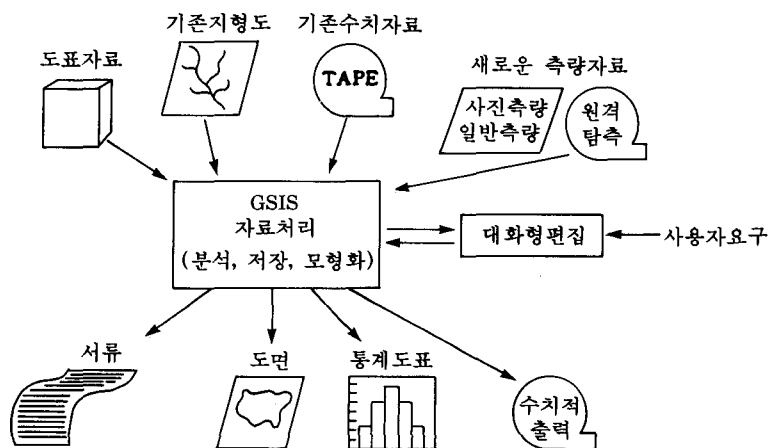 기존지형도
기존수치자료
도표자료
TAPE
새로운 측량자료
사진측량
일반측량
원격
탐측
GSIS
자료처리
(분석, 저장, 모형화)
대화형편집
사용자요구
서류
도면
통계도표
수치적
출력